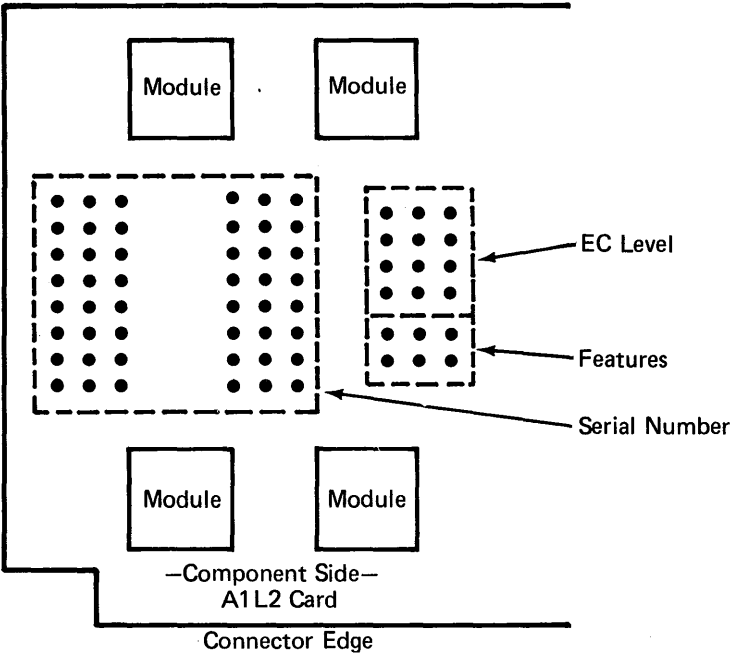 Module
Module
EC Level
Features
Serial Number
Module
Module
–Component Side–
A1L2 Card
Connector Edge